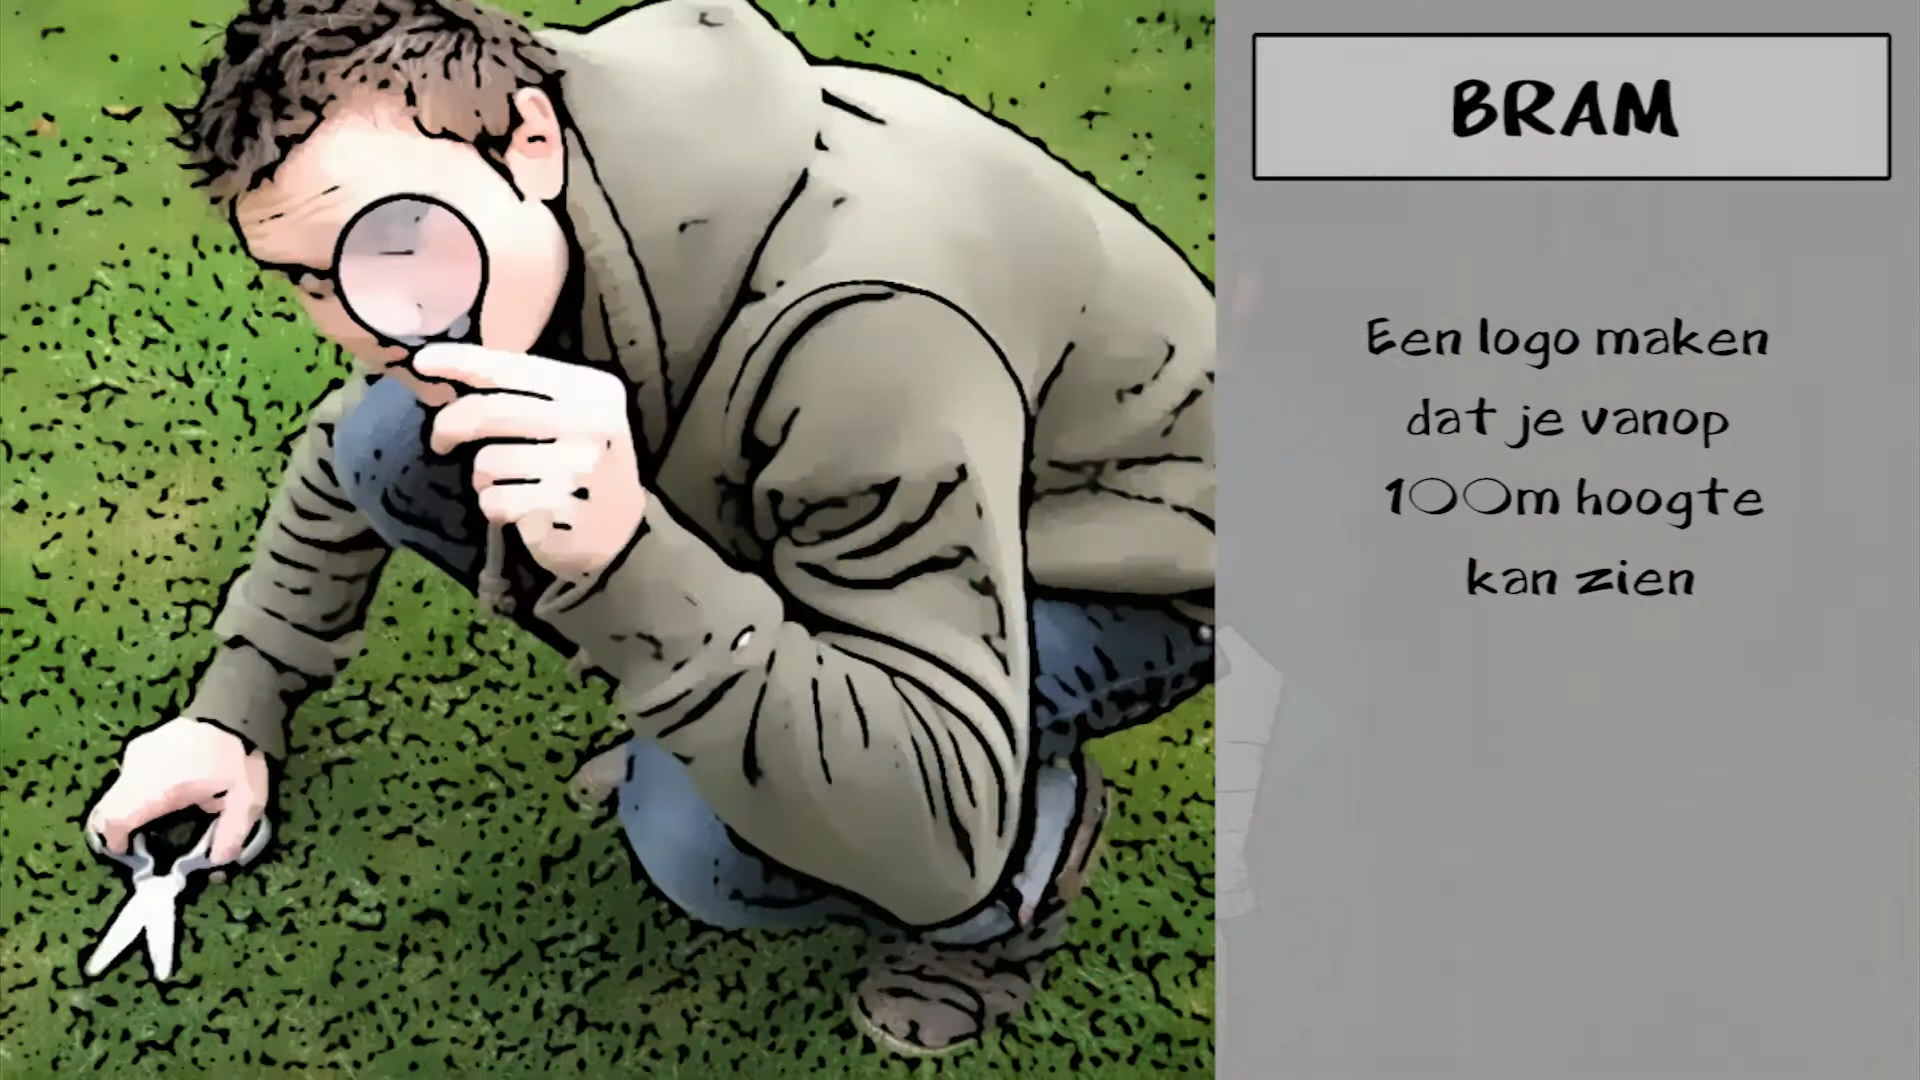 BRAM
Een logo maken
dat je vanop
100m hoogte
kan zien